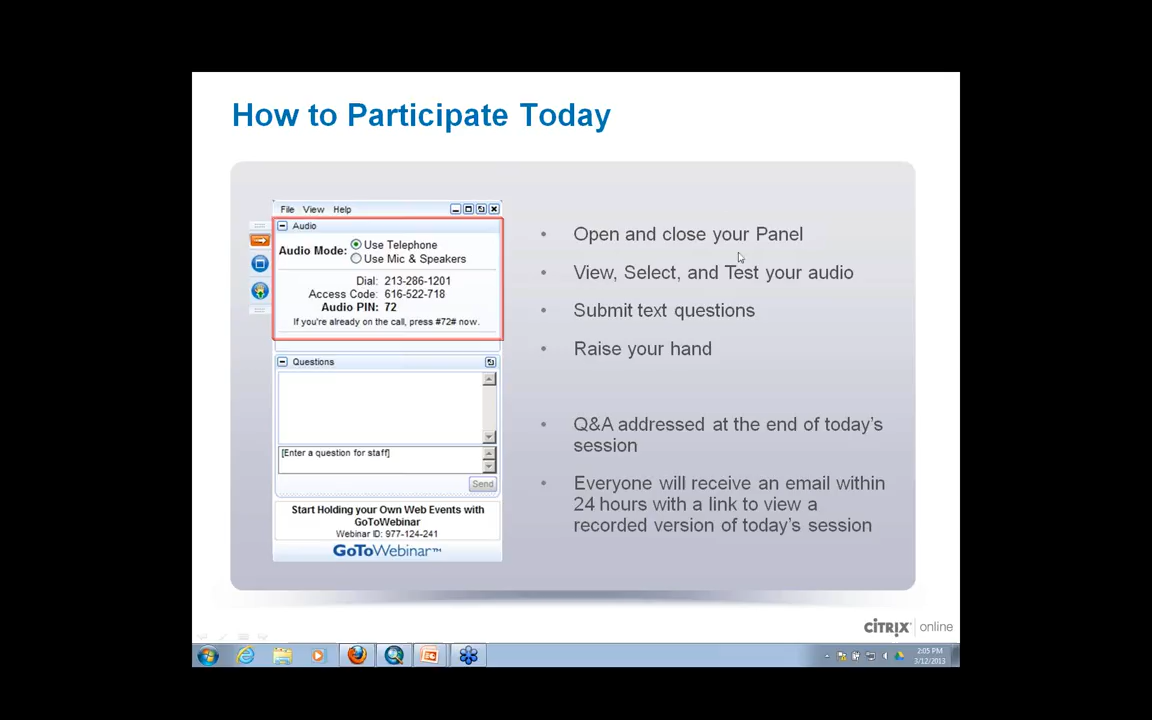 How to Participate Today
File View Help
Audio
Audio Mode: Use Telephone
Use Mic & Speakers
Dial: 213-286-1201
Access Code: 616-522-718
Audio PIN: 72
If you're already on the call, press #72# now.
Questions
[Enter a question for staff]
Send
Start Holding your Own Web Events with
GoToWebinar
Webinar ID: 977-124-241
GoToWebinar™
• Open and close your Panel
• View, Select, and Test your audio
• Submit text questions
• Raise your hand
• Q&A addressed at the end of today's
session
• Everyone will receive an email within
24 hours with a link to view a
recorded version of today's session
CITRIX online
2:05 PM
3/12/2013